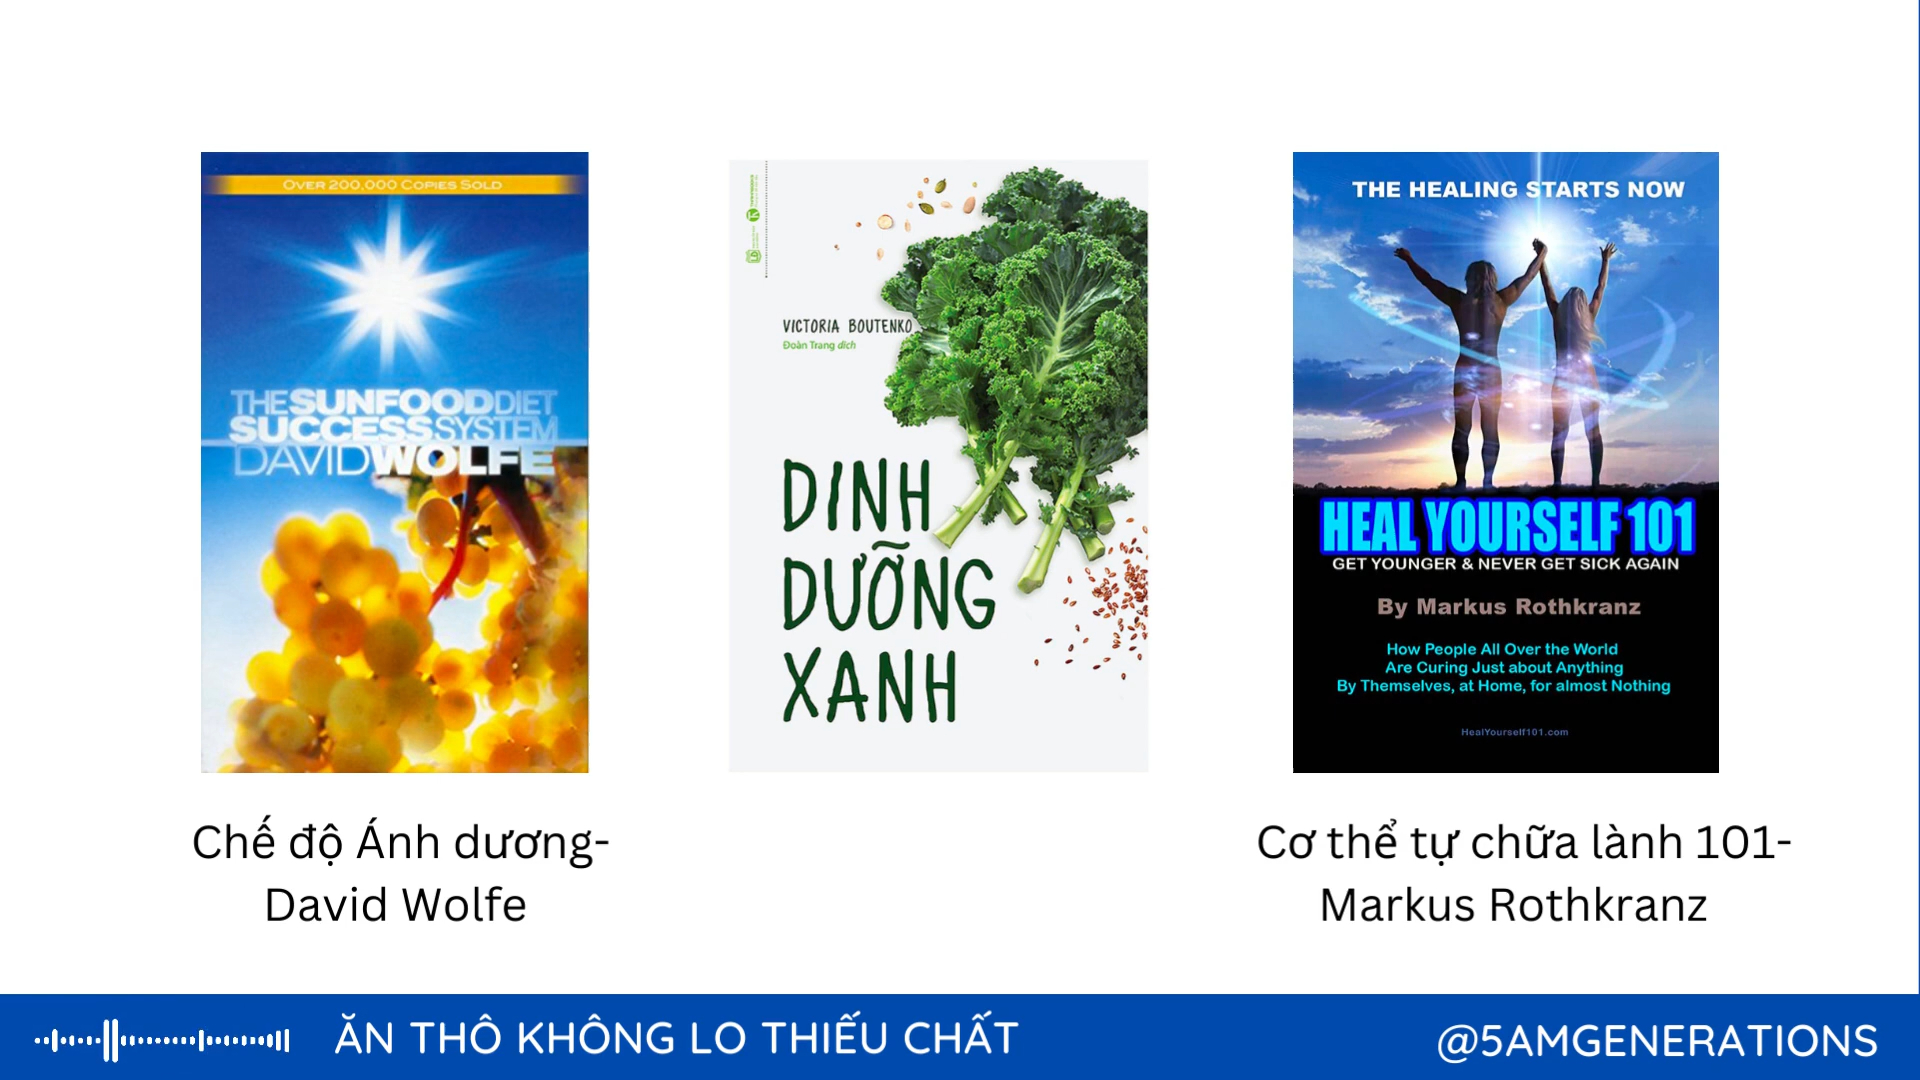 OVER 200,000 COPIES SOLD
THE SUNFOOD DIET
SUCCESS SYSTEM
DAVID WOLFE
VICTORIA BOUTENKO
Đoàn Trang dịch
DINH
DƯỠNG
XANH
THE HEALING STARTS NOW
HEAL YOURSELF 101
GET YOUNGER & NEVER GET SICK AGAIN
By Markus Rothkranz
How People All Over the World
Are Curing Just about Anything
By Themselves, at Home, for almost Nothing
HealYourself101.com
Chế độ Ánh dương-
David Wolfe
Cơ thể tự chữa lành 101-
Markus Rothkranz
ĂN THÔ KHÔNG LO THIẾU CHẤT
@5AMGENERATIONS